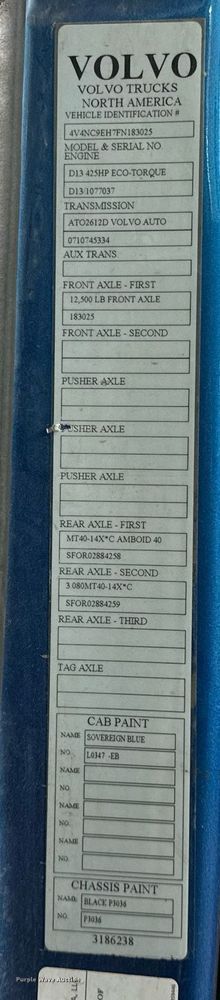 VOLVO
VOLVO TRUCKS
NORTH AMERICA
VEHICLE IDENTIFICATION #
4V4NC9EH7FN183025
MODEL & SERIAL NO.
ENGINE
D13 425HP ECO-TORQUE
D13 1077037
TRANSMISSION
ATO2612D VOLVO AUTO
0710745334
AUX TRANS.
FRONT AXLE - FIRST
12,500 LB FRONT AXLE
183025
FRONT AXLE - SECOND
PUSHER AXLE
PUSHER AXLE
PUSHER AXLE
REAR AXLE - FIRST
MT40-14X*C AMBOID 40
SFOR02884258
REAR AXLE - SECOND
3.080MT40-14X*C
SFOR02884259
REAR AXLE - THIRD
TAG AXLE
CAB PAINT
NAME SOVEREIGN BLUE
NO. L0347 -EB
NAME
NO.
NAME
NO.
NAME
NO.
CHASSIS PAINT
NAME BLACK P3036
NO. P3036
3186238
Purple Wave Auction